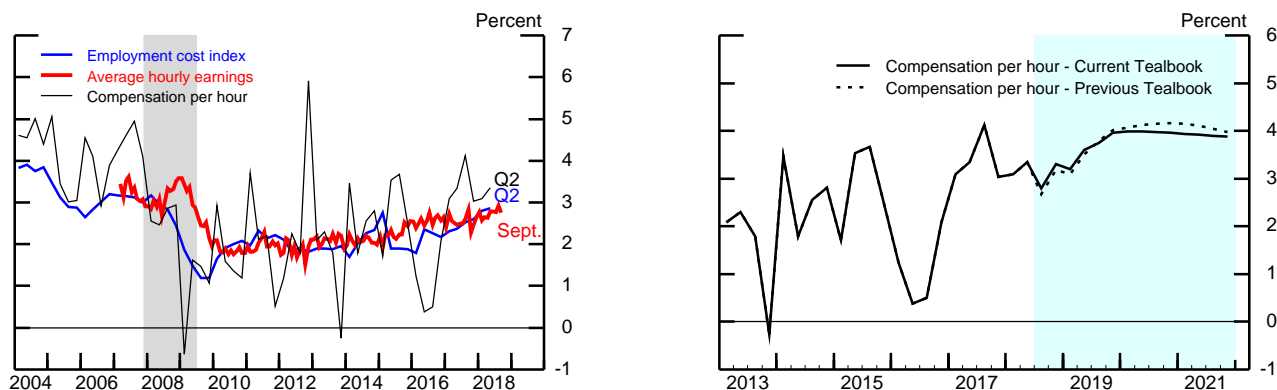 Percent
7
6
5
4
3
2
1
0
-1
Employment cost index
Average hourly earnings
Compensation per hour
Q2
Q2
Sept.
2004 2006 2008 2010 2012 2014 2016 2018
Percent
6
5
4
3
2
1
0
-1
Compensation per hour - Current Tealbook
Compensation per hour - Previous Tealbook
2013 2015 2017 2019 2021